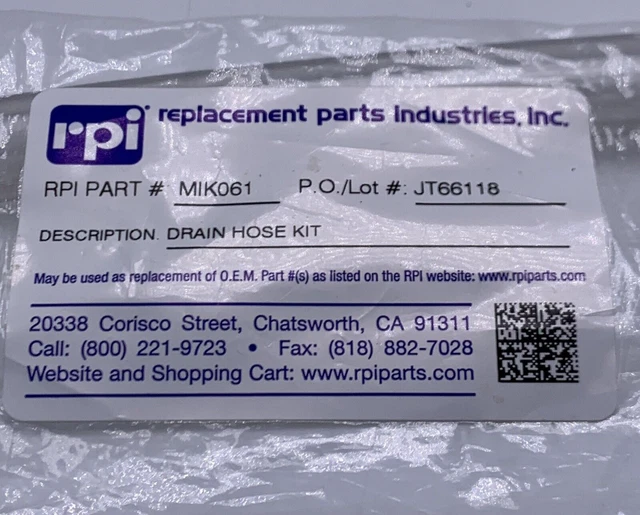 rpi replacement parts Industries, Inc.
RPI PART # MIK061 P.O./Lot #: JT66118
DESCRIPTION. DRAIN HOSE KIT
May be used as replacement of O.E.M. Part #(s) as listed on the RPI website: www.rpiparts.com
20338 Corisco Street, Chatsworth, CA 91311
Call: (800) 221-9723 • Fax: (818) 882-7028
Website and Shopping Cart: www.rpiparts.com